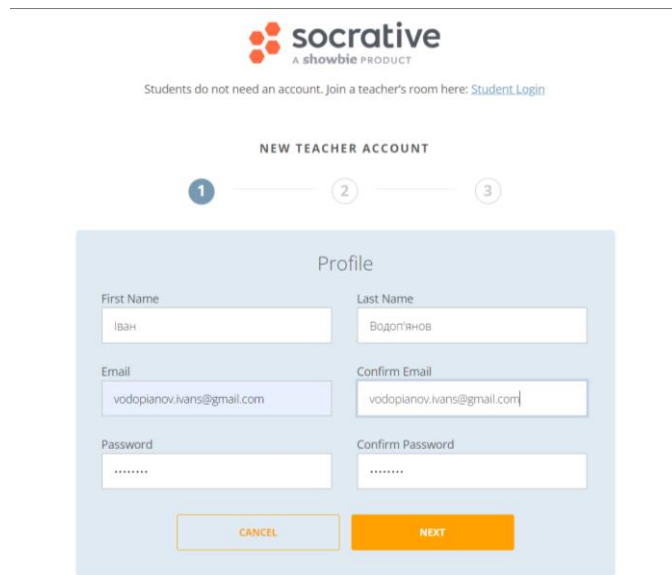 socrative
A showbie PRODUCT
Students do not need an account. Join a teacher's room here: Student Login
NEW TEACHER ACCOUNT
1 2 3
Profile
First Name Last Name
Іван Водоп'янов
Email Confirm Email
vodopianov.ivans@gmail.com vodopianov.ivans@gmail.com
Password Confirm Password
........ ........
CANCEL NEXT